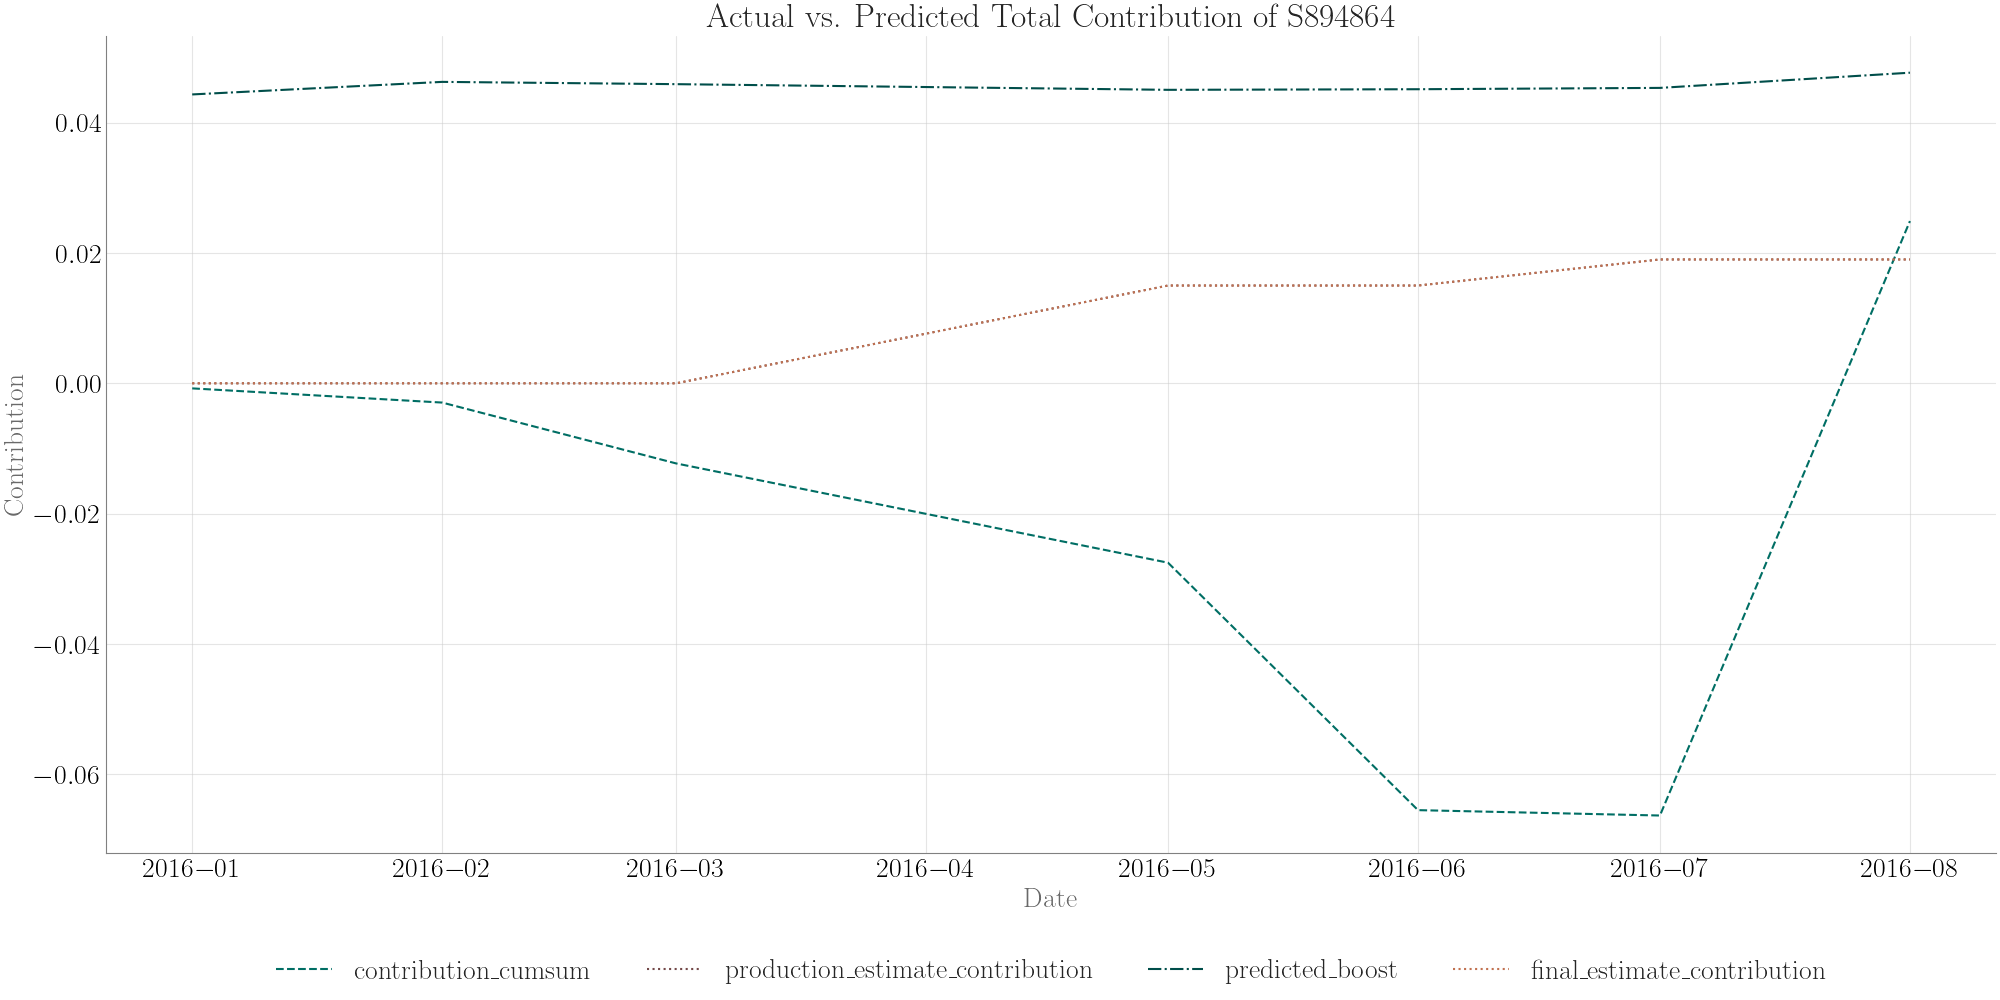 Actual vs. Predicted Total Contribution of S894864
0.04
0.02
0.00
−0.02
−0.04
−0.06
Contribution
2016−01 2016−02 2016−03 2016−04 2016−05 2016−06 2016−07 2016−08
Date
contribution_cumsum production_estimate_contribution predicted_boost final_estimate_contribution